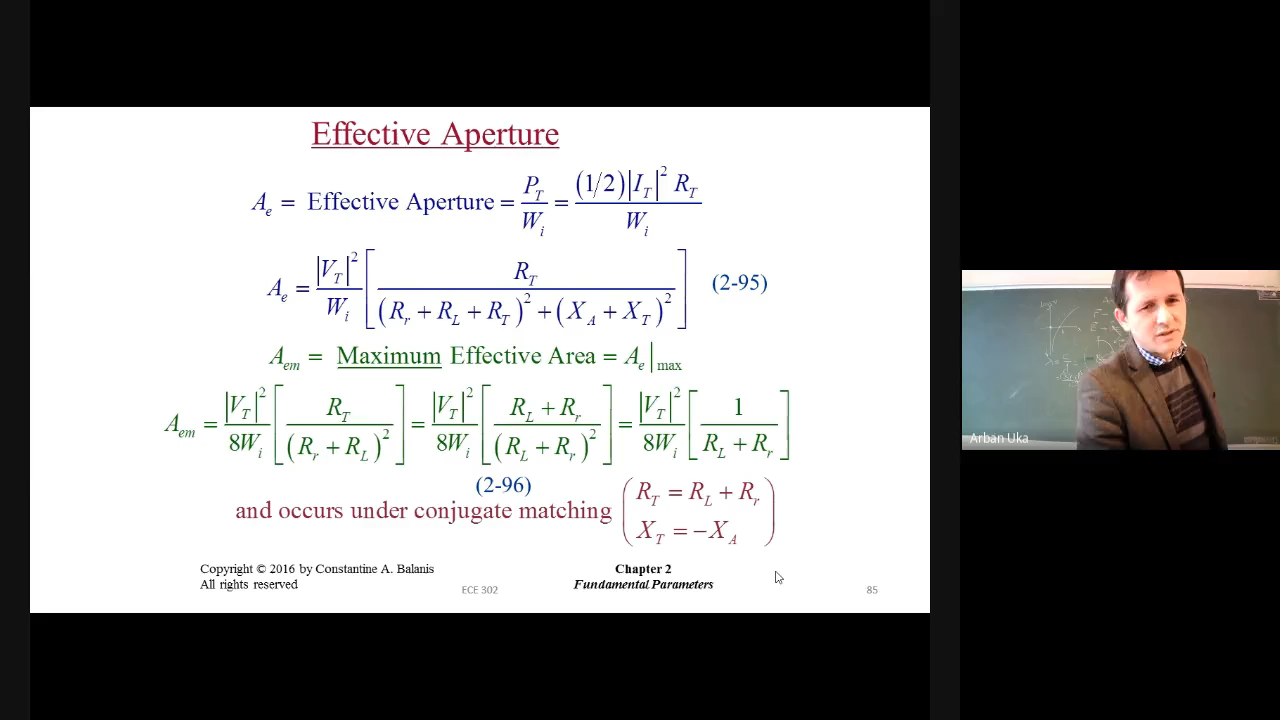 Effective Aperture
A_e = Effective Aperture = P_T / W_i = (1/2)|I_T|^2 R_T / W_i
A_e = |V_T|^2 / W_i [ R_T / ((R_r + R_L + R_T)^2 + (X_A + X_T)^2) ] (2-95)
A_em = Maximum Effective Area = A_e|_max
A_em = |V_T|^2 / 8W_i [ R_T / (R_r + R_L)^2 ] = |V_T|^2 / 8W_i [ (R_L + R_r) / (R_L + R_r)^2 ] = |V_T|^2 / 8W_i [ 1 / (R_L + R_r) ]
(2-96)
and occurs under conjugate matching ( R_T = R_L + R_r
X_T = -X_A )
Copyright © 2016 by Constantine A. Balanis
All rights reserved
ECE 302
Chapter 2
Fundamental Parameters
85
Arban Uka